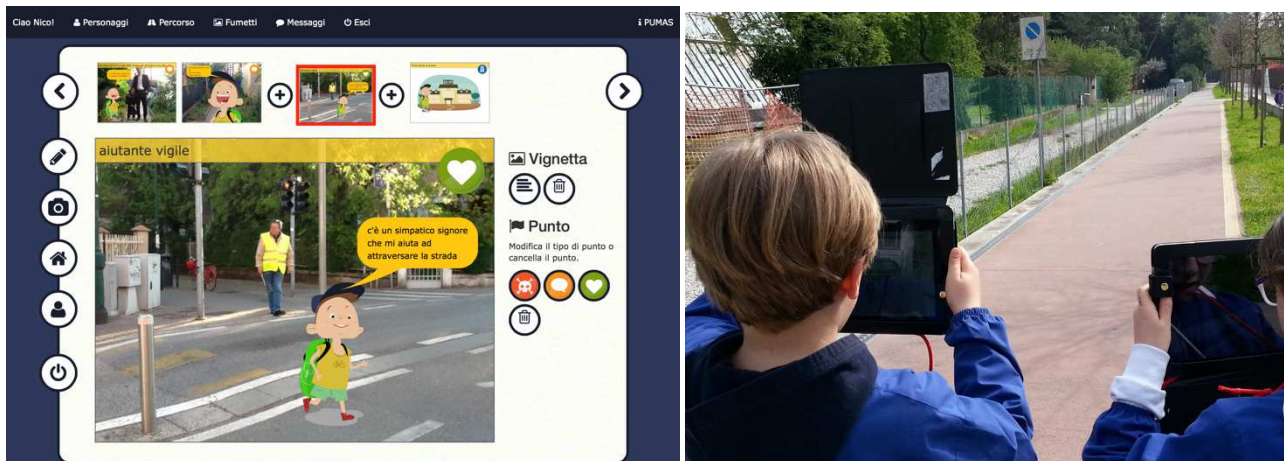 Ciao Nico! Personaggi Percorso Fumetti Messaggi Esci i PUMAS
aiutante vigile
c'è un simpatico signore
che mi aiuta ad
attraversare la strada
Vignetta
Punto
Modifica il tipo di punto o
cancella il punto.